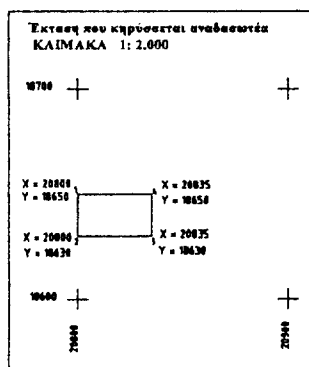 Έκταση που κηρύσσεται αναδασωτέα
ΚΛΙΜΑΚΑ 1: 2.000
18700
X = 20800
Y = 18650
X = 20835
Y = 18650
X = 20800
Y = 18630
X = 20835
Y = 18630
18600
20800
20900